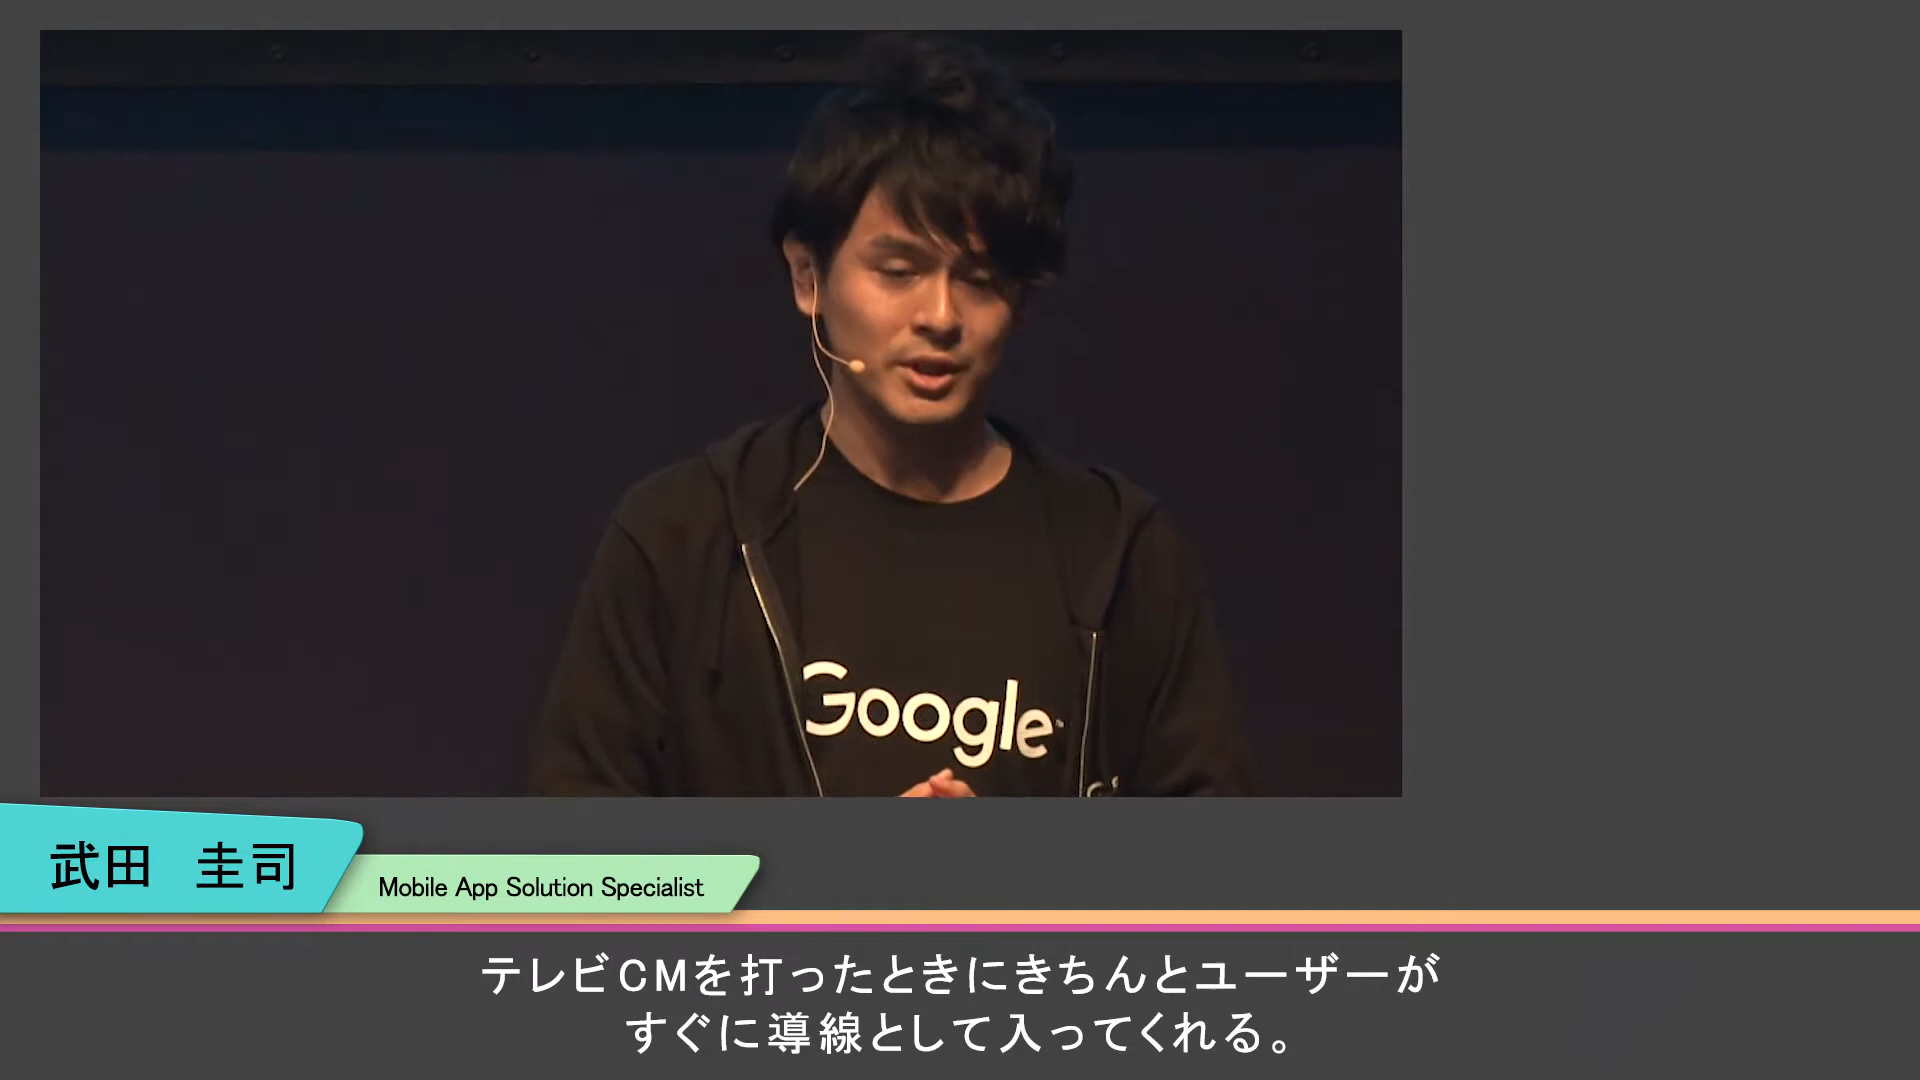 Google
武田 圭司
Mobile App Solution Specialist
テレビCMを打ったときにきちんとユーザーが
すぐに導線として入ってくれる。